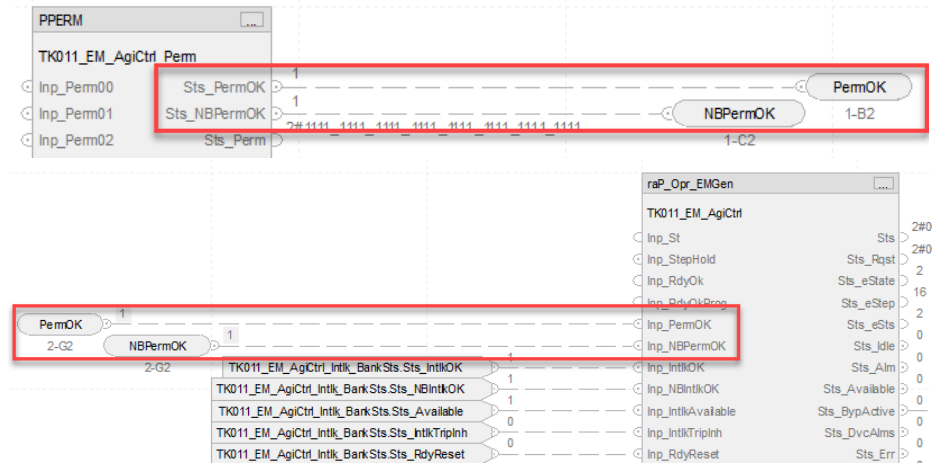 PPERM
...
TK011_EM_AgiCtrl_Perm
Inp_Perm00 Sts_PermOK 1 PermOK
Inp_Perm01 Sts_NBPermOK 1 NBPermOK 1-B2
Inp_Perm02 Sts_Perm 2#1111_1111_1111_1111_1111_1111_1111_1111 1-C2
raP_Opr_EMGen
...
TK011_EM_AgiCtrl
Inp_St Sts 2#0
Inp_StepHold Sts_Rqst 2#0
Inp_RdyOk Sts_eState 2
Inp_RdyOkProg Sts_eStep 16
PermOK 1 Inp_PermOK Sts_eSts 2
2-G2 NBPermOK 1 Inp_NBPermOK Sts_Idle 0
2-G2 TK011_EM_AgiCtrl_Intlk_BankSts.Sts_IntlkOK 1 Inp_IntlkOK Sts_Alm 0
TK011_EM_AgiCtrl_Intlk_BankSts.Sts_NBIntlkOK 1 Inp_NBIntlkOK Sts_Available 0
TK011_EM_AgiCtrl_Intlk_BankSts.Sts_Available 1 Inp_IntlkAvailable Sts_BypActive 0
TK011_EM_AgiCtrl_Intlk_BankSts.Sts_IntlkTripInh 0 Inp_IntlkTripInh Sts_DvcAlms 0
TK011_EM_AgiCtrl_Intlk_BankSts.Sts_RdyReset 0 Inp_RdyReset Sts_Err 0